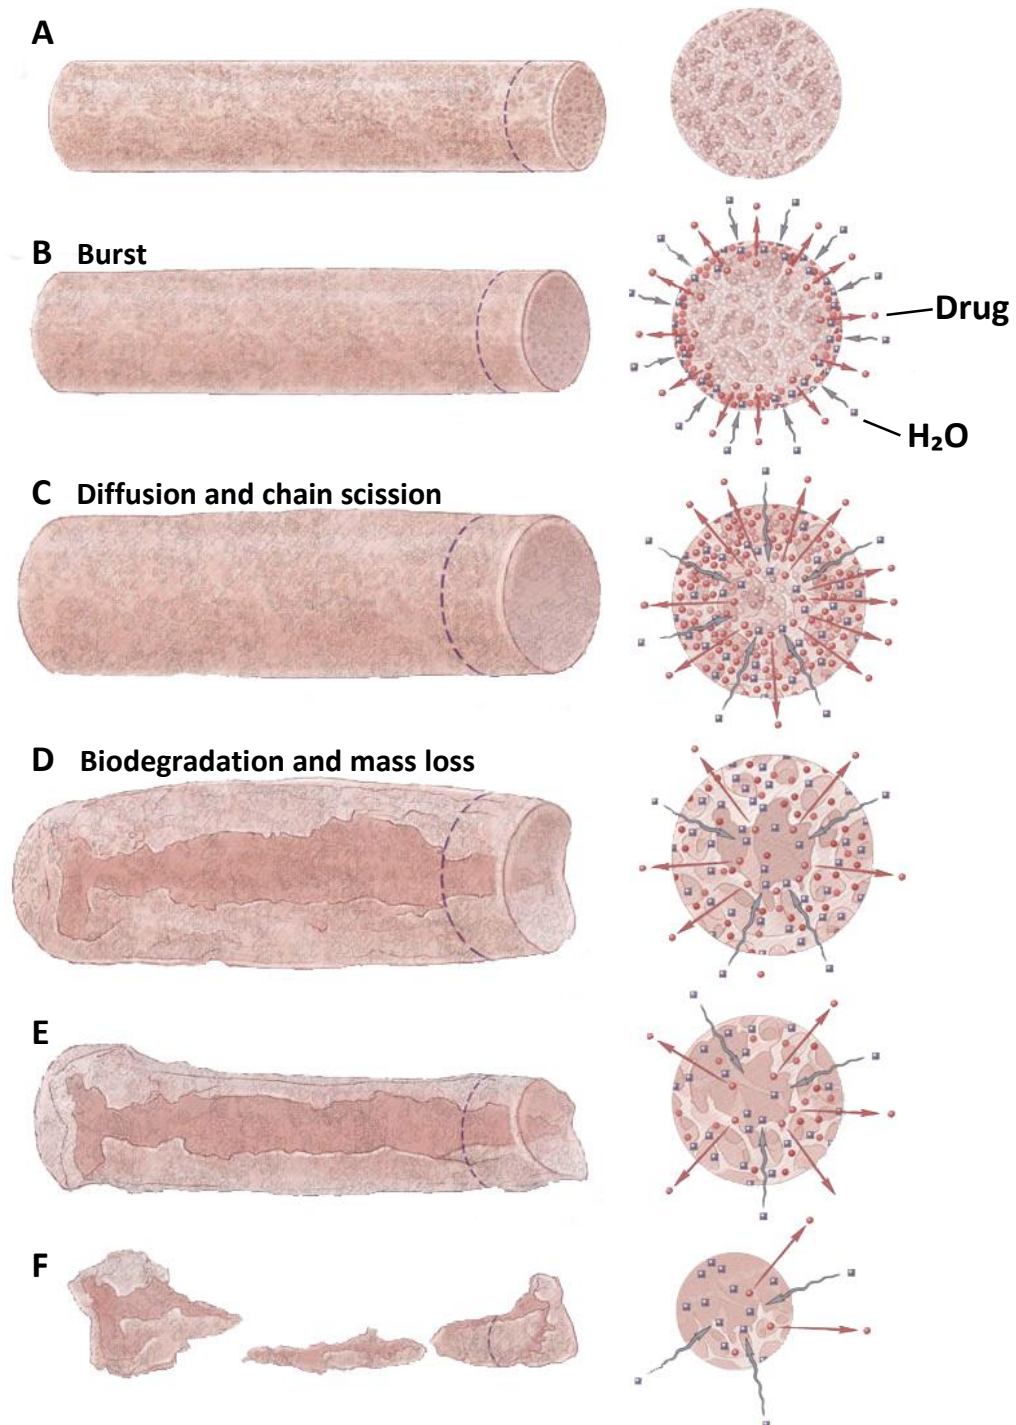 A
B Burst
Drug
H₂O
C Diffusion and chain scission
D Biodegradation and mass loss
E
F